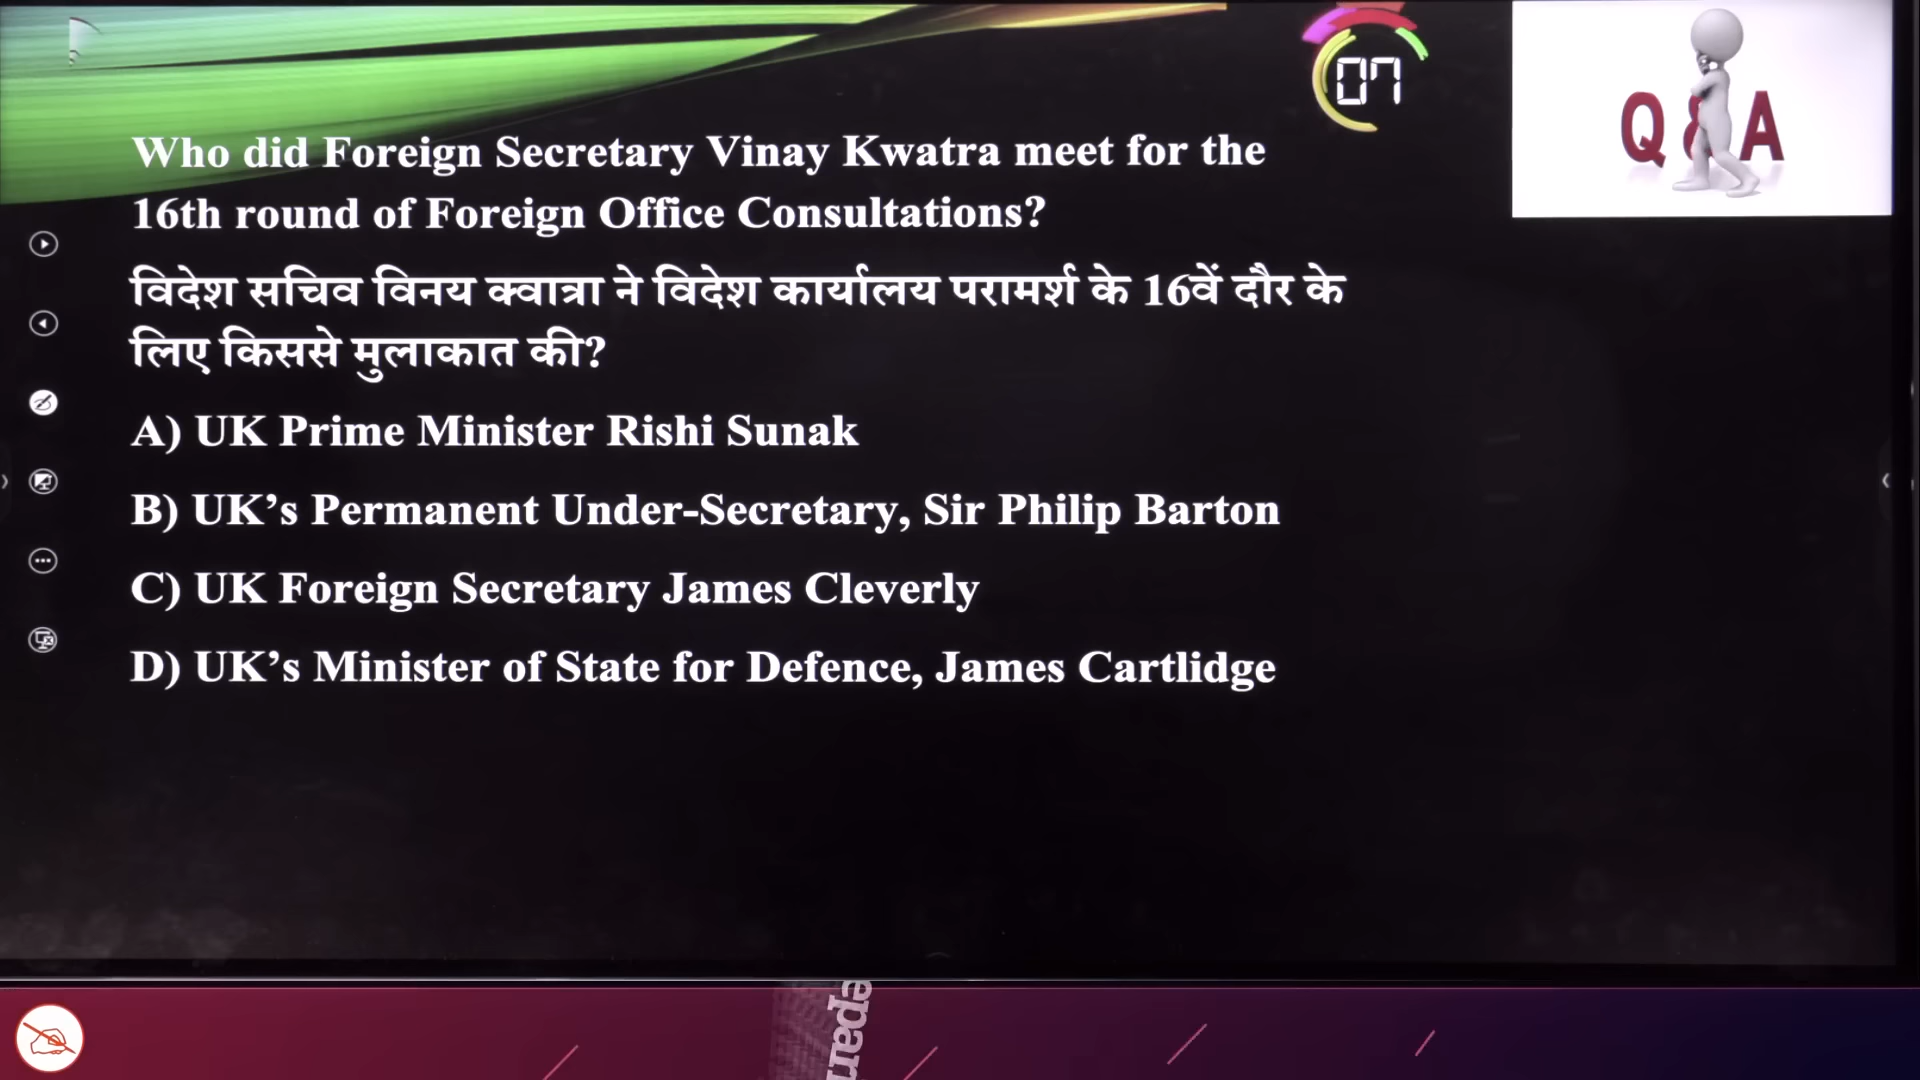 07
Q & A
Who did Foreign Secretary Vinay Kwatra meet for the
16th round of Foreign Office Consultations?
विदेश सचिव विनय क्वात्रा ने विदेश कार्यालय परामर्श के 16वें दौर के
लिए किससे मुलाकात की?
A) UK Prime Minister Rishi Sunak
B) UK’s Permanent Under-Secretary, Sir Philip Barton
C) UK Foreign Secretary James Cleverly
D) UK’s Minister of State for Defence, James Cartlidge